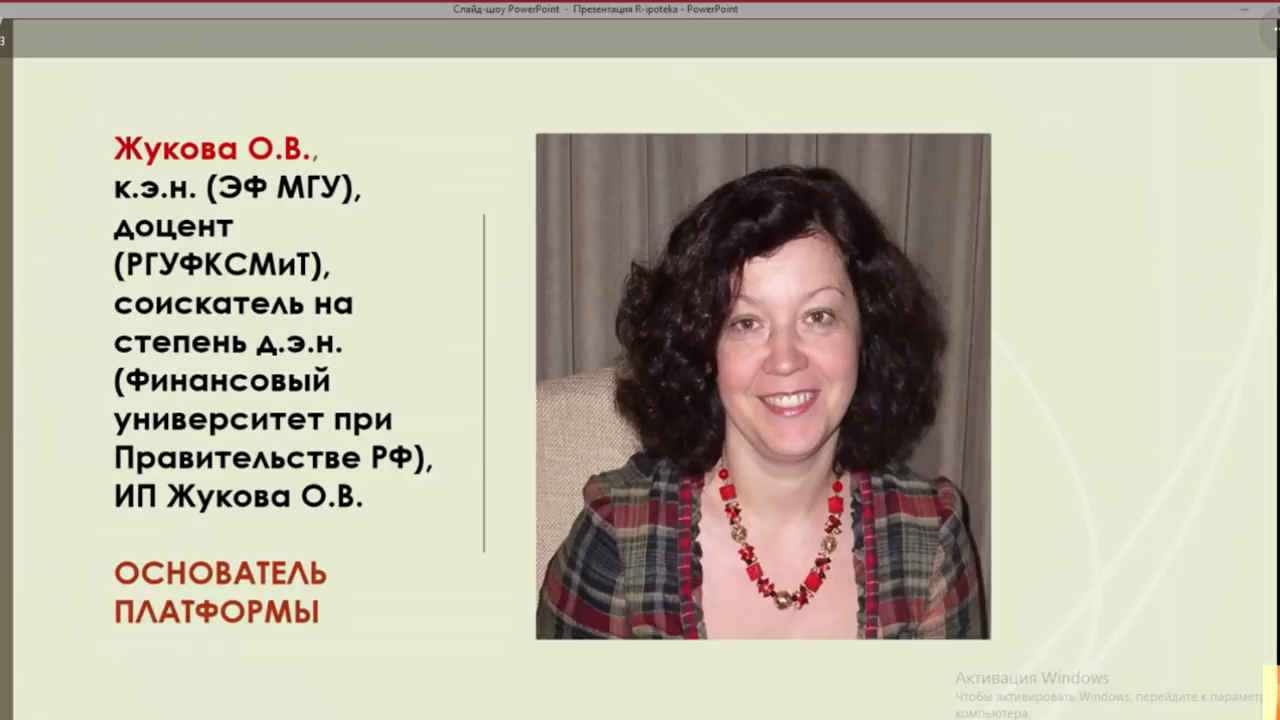 Слайд-шоу PowerPoint - Презентация R-ipoteka - PowerPoint
3
Жукова О.В.,
к.э.н. (ЭФ МГУ),
доцент
(РГУФКСМиТ),
соискатель на
степень д.э.н.
(Финансовый
университет при
Правительстве РФ),
ИП Жукова О.В.
ОСНОВАТЕЛЬ
ПЛАТФОРМЫ
Активация Windows
Чтобы активировать Windows, перейдите к парамет
компьютера.